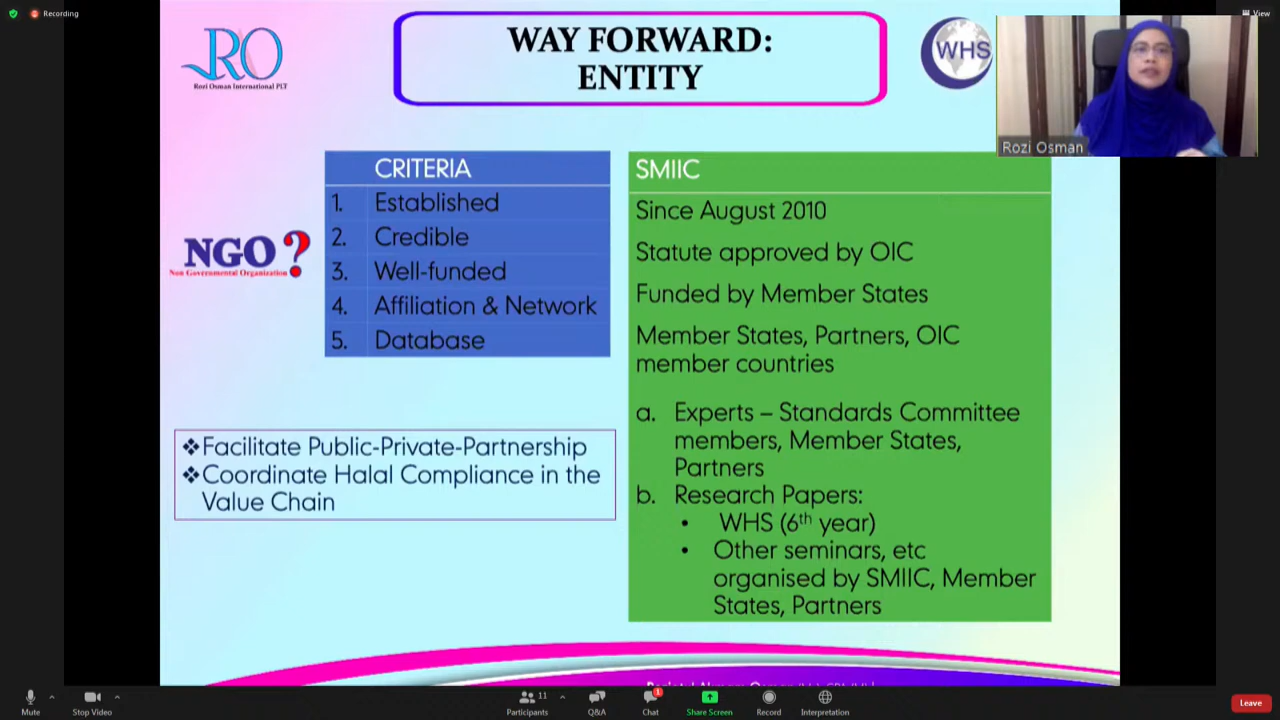 Recording
View
RO
Rozi Osman International PLT
WAY FORWARD:
ENTITY
WHS
Rozi Osman
NGO?
Non Governmental Organization
CRITERIA
1. Established
2. Credible
3. Well-funded
4. Affiliation & Network
5. Database
SMIIC
Since August 2010
Statute approved by OIC
Funded by Member States
Member States, Partners, OIC
member countries
a. Experts – Standards Committee
members, Member States,
Partners
b. Research Papers:
• WHS (6th year)
• Other seminars, etc
organised by SMIIC, Member
States, Partners
❖Facilitate Public-Private-Partnership
❖Coordinate Halal Compliance in the
Value Chain
Mute
Stop Video
11
Participants
Q&A
1
Chat
Share Screen
Record
Interpretation
Leave